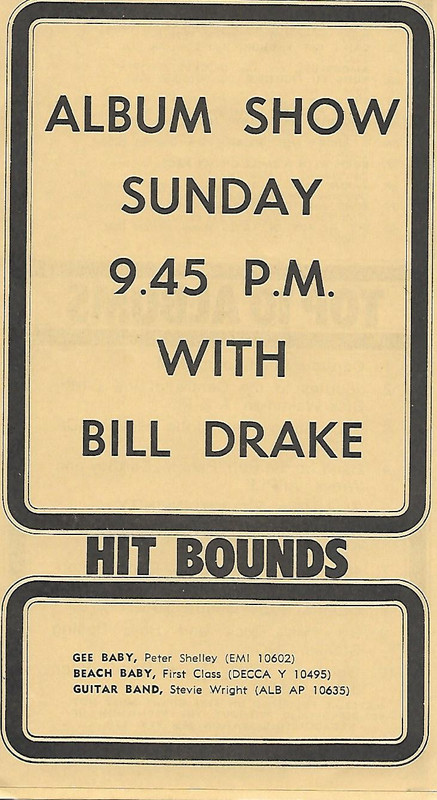 ALBUM SHOW
SUNDAY
9.45 P.M.
WITH
BILL DRAKE
HIT BOUNDS
GEE BABY, Peter Shelley (EMI 10602)
BEACH BABY, First Class (DECCA Y 10495)
GUITAR BAND, Stevie Wright (ALB AP 10635)